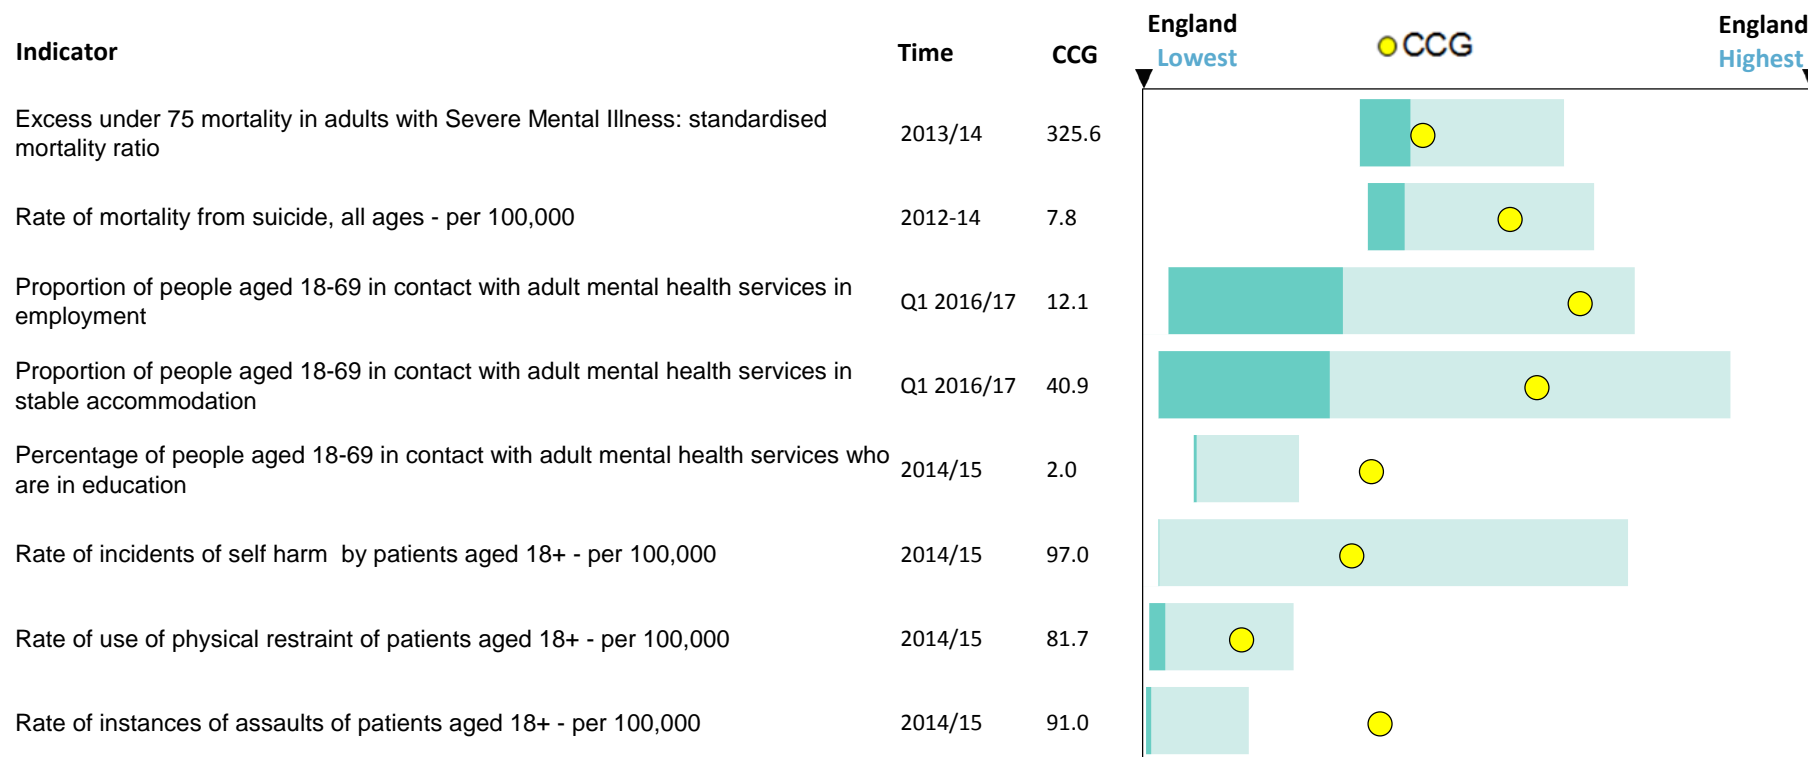 England England
Indicator Time CCG Lowest CCG Highest
Excess under 75 mortality in adults with Severe Mental Illness: standardised
mortality ratio 2013/14 325.6
Rate of mortality from suicide, all ages - per 100,000 2012-14 7.8
Proportion of people aged 18-69 in contact with adult mental health services in
employment Q1 2016/17 12.1
Proportion of people aged 18-69 in contact with adult mental health services in
stable accommodation Q1 2016/17 40.9
Percentage of people aged 18-69 in contact with adult mental health services who
are in education 2014/15 2.0
Rate of incidents of self harm  by patients aged 18+ - per 100,000 2014/15 97.0
Rate of use of physical restraint of patients aged 18+ - per 100,000 2014/15 81.7
Rate of instances of assaults of patients aged 18+ - per 100,000 2014/15 91.0